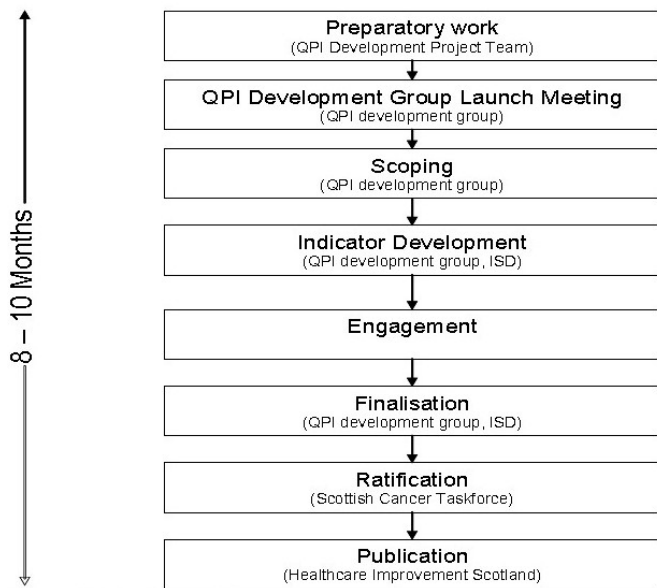 8 – 10 Months
Preparatory work
(QPI Development Project Team)
QPI Development Group Launch Meeting
(QPI development group)
Scoping
(QPI development group)
Indicator Development
(QPI development group, ISD)
Engagement
Finalisation
(QPI development group, ISD)
Ratification
(Scottish Cancer Taskforce)
Publication
(Healthcare Improvement Scotland)